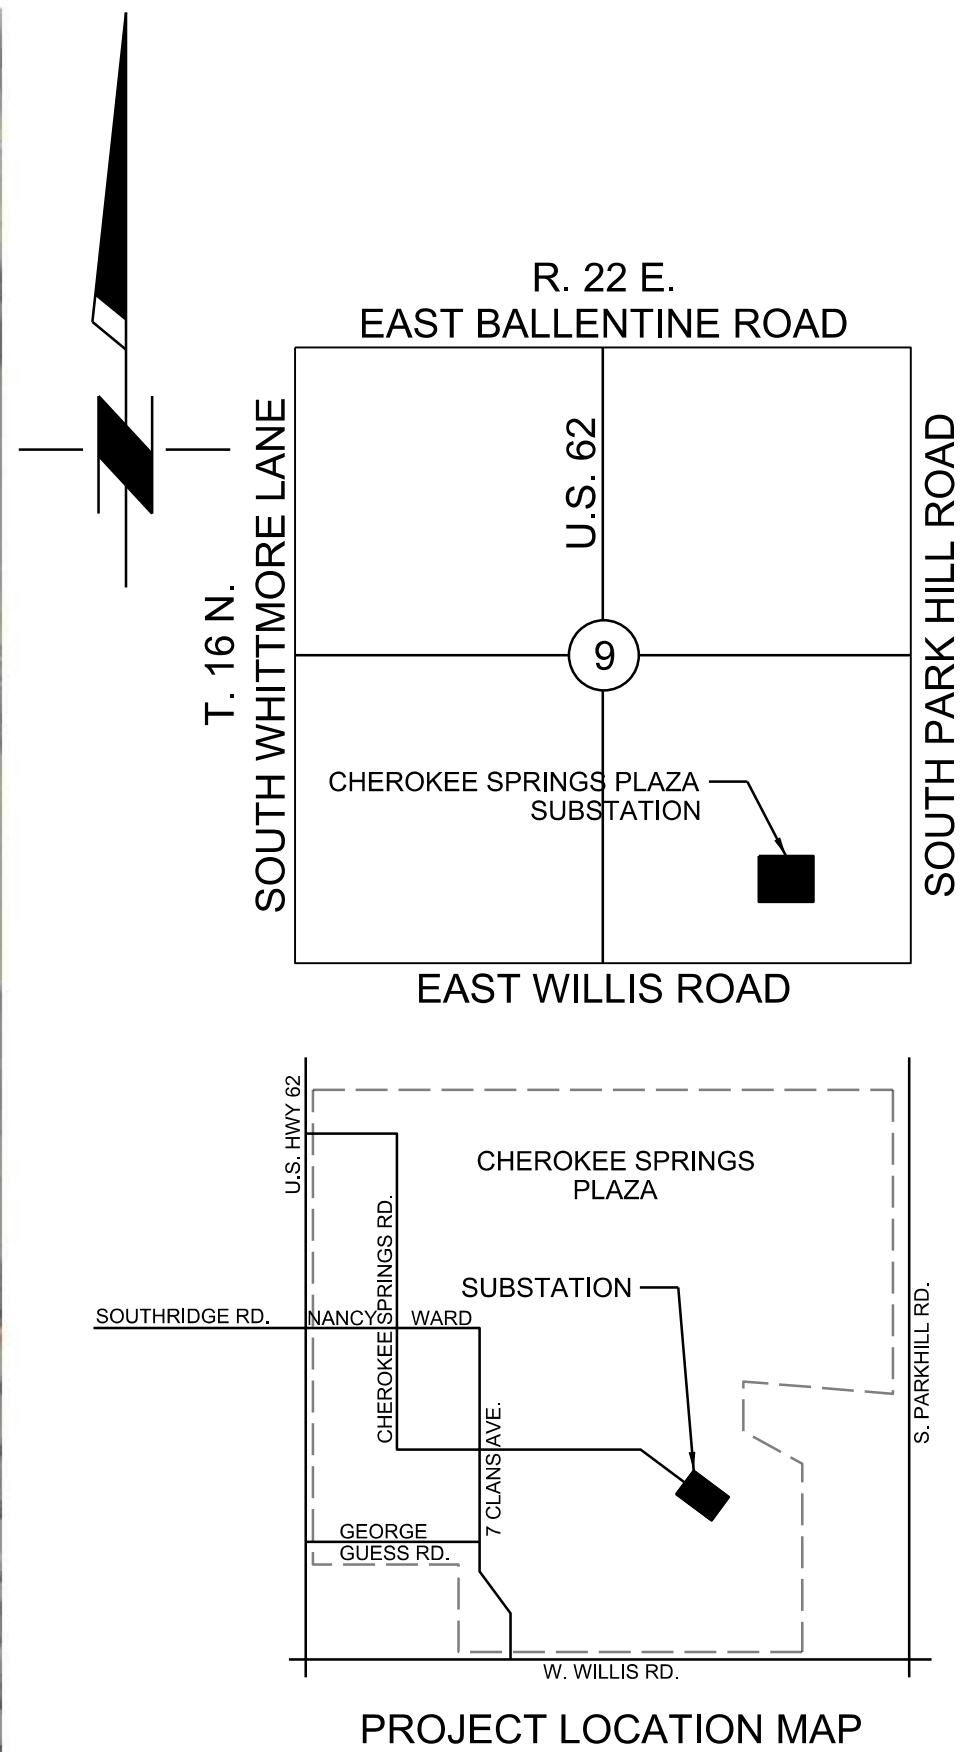 R. 22 E.
EAST BALLENTINE ROAD
T. 16 N.
SOUTH WHITTMORE LANE
U.S. 62
SOUTH PARK HILL ROAD
9
CHEROKEE SPRINGS PLAZA
SUBSTATION
EAST WILLIS ROAD
N
U.S. HWY 62
CHEROKEE SPRINGS
PLAZA
CHEROKEE SPRINGS RD.
SUBSTATION
SOUTHRIDGE RD.
NANCY WARD
S. PARKHILL RD.
7 CLANS AVE.
GEORGE
GUESS RD.
W. WILLIS RD.
PROJECT LOCATION MAP